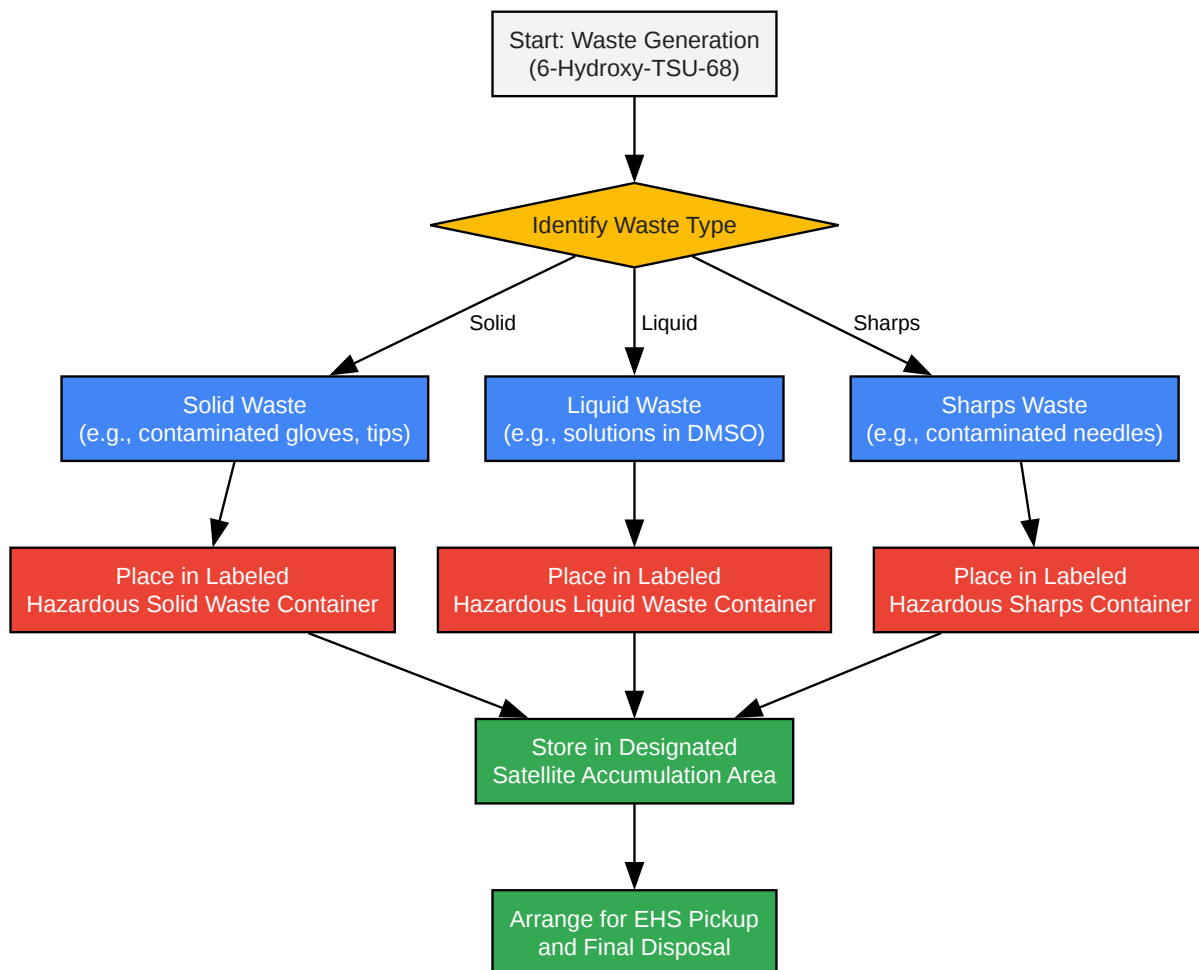 Start: Waste Generation
(6-Hydroxy-TSU-68)
Identify Waste Type
Solid
Liquid
Sharps
Solid Waste
(e.g., contaminated gloves, tips)
Liquid Waste
(e.g., solutions in DMSO)
Sharps Waste
(e.g., contaminated needles)
Place in Labeled
Hazardous Solid Waste Container
Place in Labeled
Hazardous Liquid Waste Container
Place in Labeled
Hazardous Sharps Container
Store in Designated
Satellite Accumulation Area
Arrange for EHS Pickup
and Final Disposal